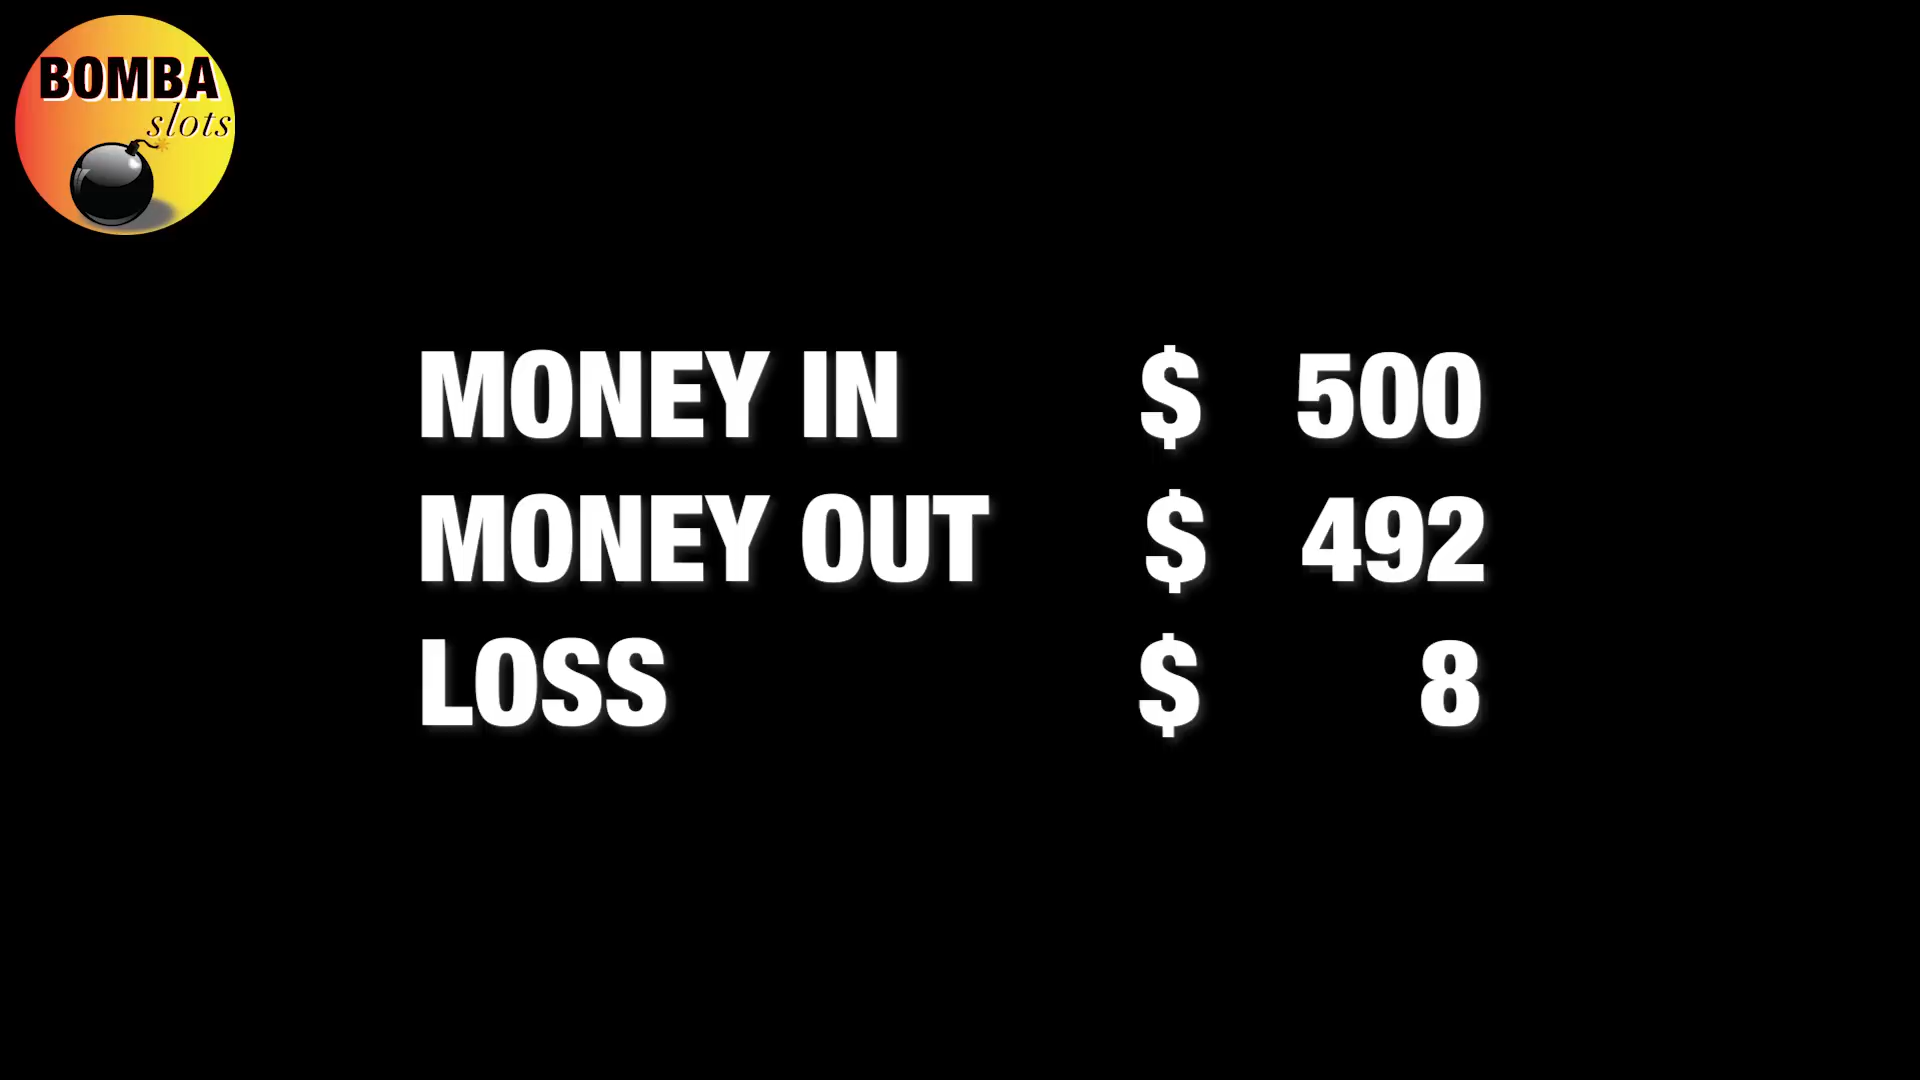 BOMBA
slots
MONEY IN $ 500
MONEY OUT $ 492
LOSS $ 8